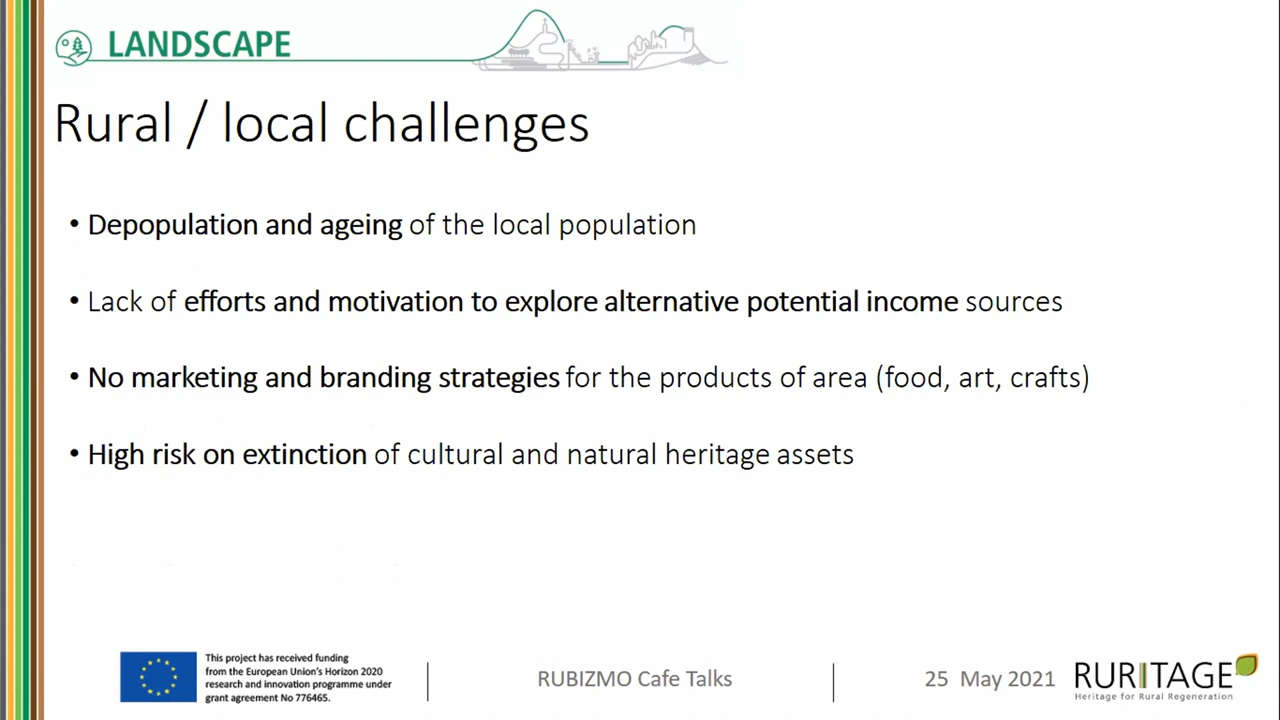 LANDSCAPE
Rural / local challenges
• Depopulation and ageing of the local population
• Lack of efforts and motivation to explore alternative potential income sources
• No marketing and branding strategies for the products of area (food, art, crafts)
• High risk on extinction of cultural and natural heritage assets
This project has received funding
from the European Union's Horizon 2020
research and innovation programme under
grant agreement No 776465.
RUBIZMO Cafe Talks
25 May 2021
RURITAGE
Heritage for Rural Regeneration